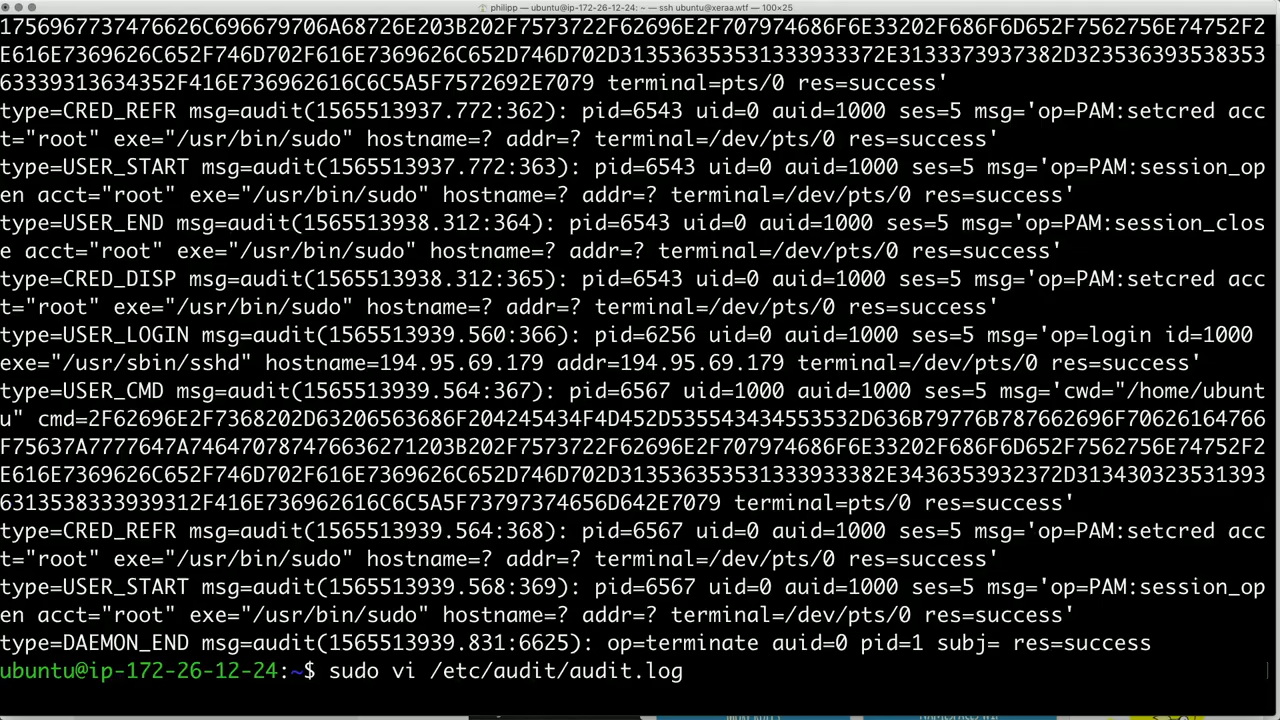 philipp — ubuntu@ip-172-26-12-24: ~ — ssh ubuntu@xeraa.wtf — 100×25
1756967737476626C696679706A68726E203B202F7573722F62696E2F707974686F6E33202F686F6D652F7562756E74752F2
E616E7369626C652F746D702F616E7369626C652D746D702D313536353531333933372E3133373937382D323536393538353
63339313634352F416E736962616C6C5A5F7572692E7079 terminal=pts/0 res=success'
type=CRED_REFR msg=audit(1565513937.772:362): pid=6543 uid=0 auid=1000 ses=5 msg='op=PAM:setcred acc
t="root" exe="/usr/bin/sudo" hostname=? addr=? terminal=/dev/pts/0 res=success'
type=USER_START msg=audit(1565513937.772:363): pid=6543 uid=0 auid=1000 ses=5 msg='op=PAM:session_op
en acct="root" exe="/usr/bin/sudo" hostname=? addr=? terminal=/dev/pts/0 res=success'
type=USER_END msg=audit(1565513938.312:364): pid=6543 uid=0 auid=1000 ses=5 msg='op=PAM:session_clos
e acct="root" exe="/usr/bin/sudo" hostname=? addr=? terminal=/dev/pts/0 res=success'
type=CRED_DISP msg=audit(1565513938.312:365): pid=6543 uid=0 auid=1000 ses=5 msg='op=PAM:setcred acc
t="root" exe="/usr/bin/sudo" hostname=? addr=? terminal=/dev/pts/0 res=success'
type=USER_LOGIN msg=audit(1565513939.560:366): pid=6256 uid=0 auid=1000 ses=5 msg='op=login id=1000
exe="/usr/sbin/sshd" hostname=194.95.69.179 addr=194.95.69.179 terminal=/dev/pts/0 res=success'
type=USER_CMD msg=audit(1565513939.564:367): pid=6567 uid=1000 auid=1000 ses=5 msg='cwd="/home/ubunt
u" cmd=2F62696E2F7368202D63206563686F204245434F4D452D535543434553532D636B79776B787662696F70626164766
F75637A7777647A746470787476636271203B202F7573722F62696E2F707974686F6E33202F686F6D652F7562756E74752F2
E616E7369626C652F746D702F616E7369626C652D746D702D313536353531333933382E3436353932372D313430323531393
6313538333939312F416E736962616C6C5A5F73797374656D642E7079 terminal=pts/0 res=success'
type=CRED_REFR msg=audit(1565513939.564:368): pid=6567 uid=0 auid=1000 ses=5 msg='op=PAM:setcred acc
t="root" exe="/usr/bin/sudo" hostname=? addr=? terminal=/dev/pts/0 res=success'
type=USER_START msg=audit(1565513939.568:369): pid=6567 uid=0 auid=1000 ses=5 msg='op=PAM:session_op
en acct="root" exe="/usr/bin/sudo" hostname=? addr=? terminal=/dev/pts/0 res=success'
type=DAEMON_END msg=audit(1565513939.831:6625): op=terminate auid=0 pid=1 subj= res=success
ubuntu@ip-172-26-12-24:~$ sudo vi /etc/audit/audit.log